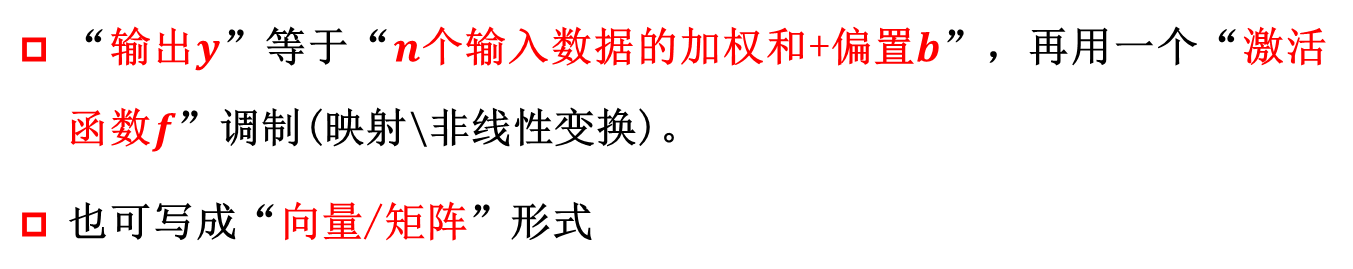 “输出y”等于“n个输入数据的加权和+偏置b”，再用一个“激活
函数f”调制(映射\非线性变换)。
也可写成“向量/矩阵”形式